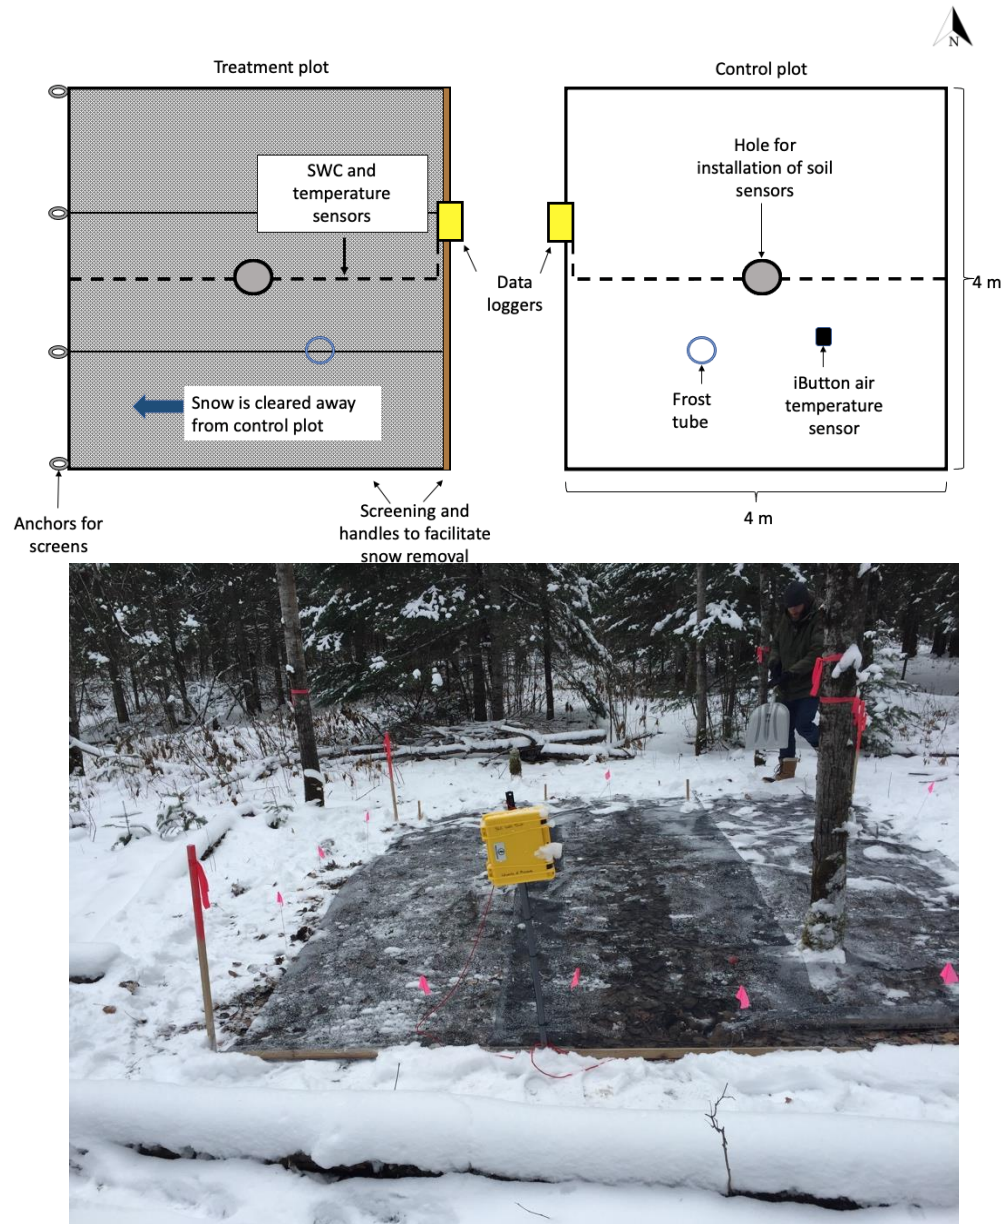 N
Treatment plot
Control plot
SWC and
temperature
sensors
Hole for
installation of soil
sensors
Data
loggers
4 m
Snow is cleared away
from control plot
Frost
tube
iButton air
temperature
sensor
Anchors for
screens
Screening and
handles to facilitate
snow removal
4 m